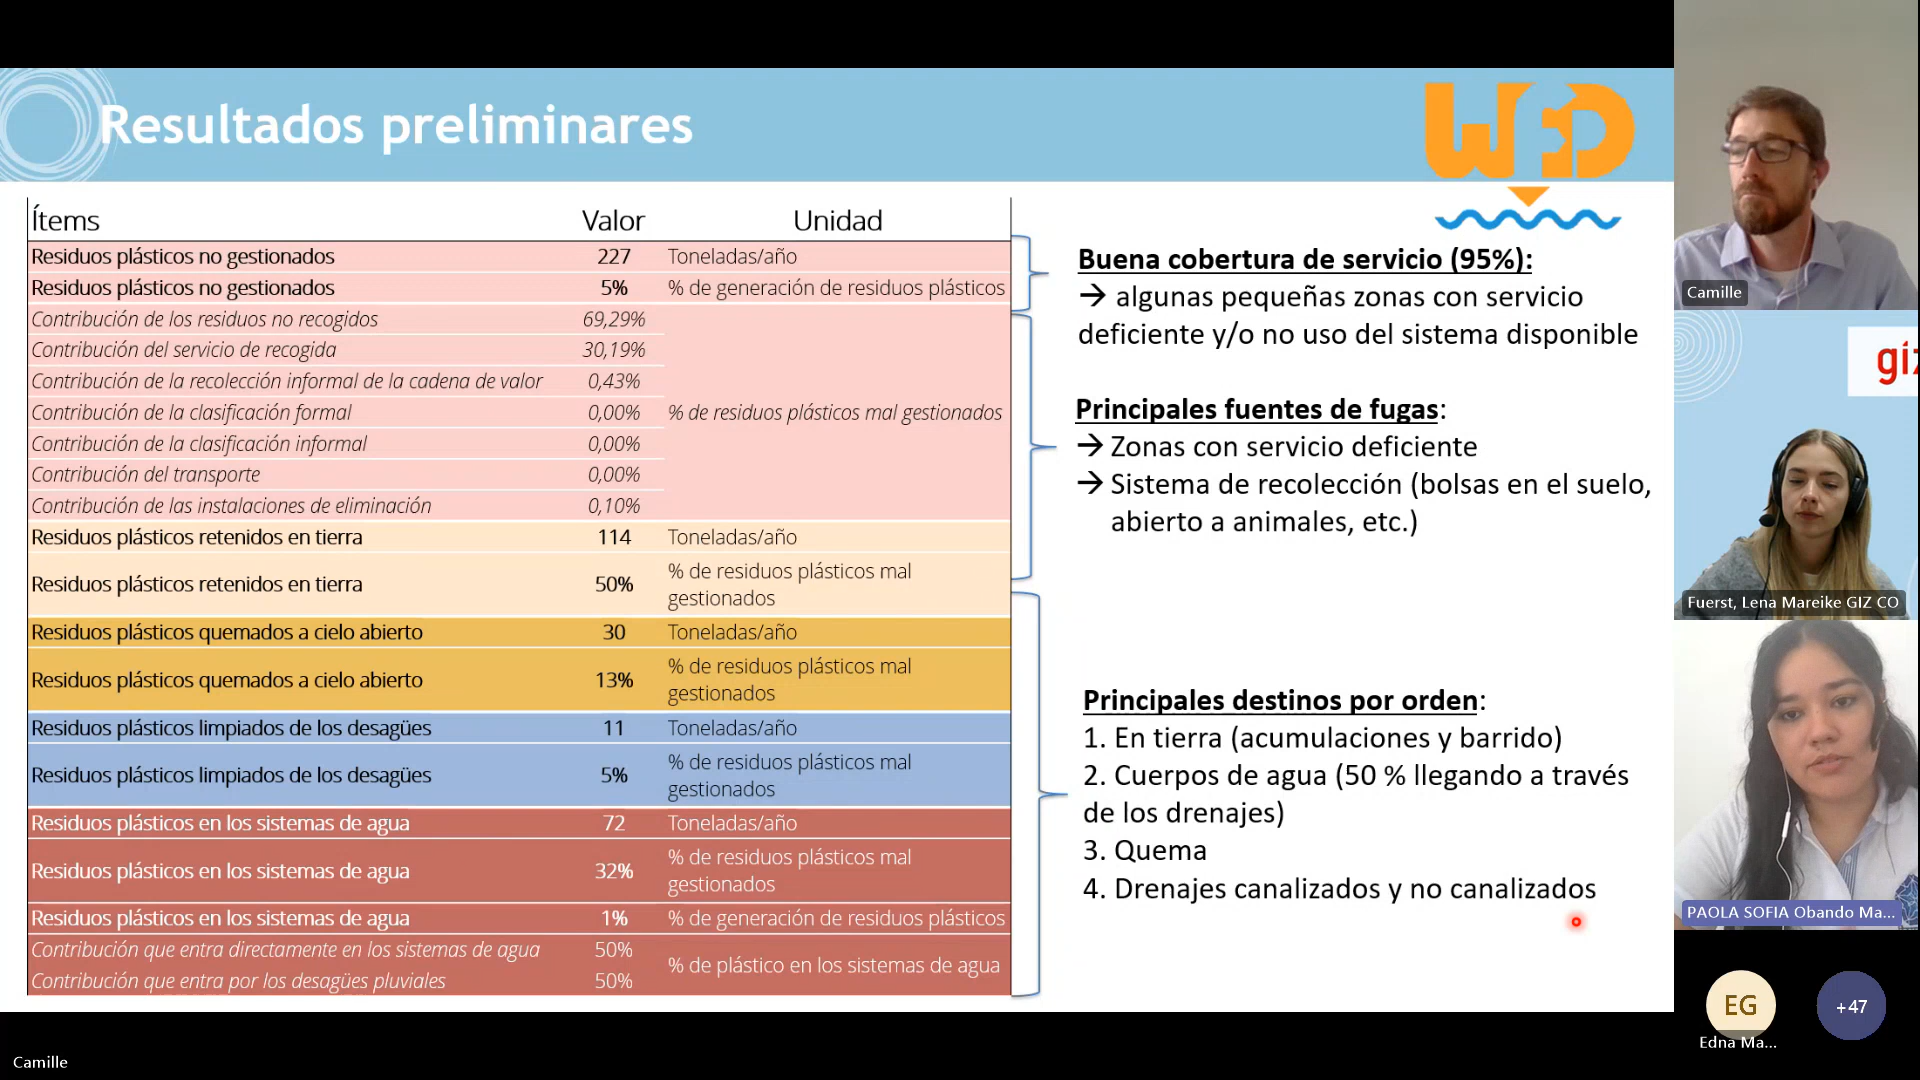 Resultados preliminares
WFD
Ítems Valor Unidad
Residuos plásticos no gestionados 227 Toneladas/año
Residuos plásticos no gestionados 5% % de generación de residuos plásticos
Contribución de los residuos no recogidos 69,29%
Contribución del servicio de recogida 30,19%
Contribución de la recolección informal de la cadena de valor 0,43%
Contribución de la clasificación formal 0,00% % de residuos plásticos mal gestionados
Contribución de la clasificación informal 0,00%
Contribución del transporte 0,00%
Contribución de las instalaciones de eliminación 0,10%
Residuos plásticos retenidos en tierra 114 Toneladas/año
Residuos plásticos retenidos en tierra 50% % de residuos plásticos mal
gestionados
Residuos plásticos quemados a cielo abierto 30 Toneladas/año
Residuos plásticos quemados a cielo abierto 13% % de residuos plásticos mal
gestionados
Residuos plásticos limpiados de los desagües 11 Toneladas/año
Residuos plásticos limpiados de los desagües 5% % de residuos plásticos mal
gestionados
Residuos plásticos en los sistemas de agua 72 Toneladas/año
Residuos plásticos en los sistemas de agua 32% % de residuos plásticos mal
gestionados
Residuos plásticos en los sistemas de agua 1% % de generación de residuos plásticos
Contribución que entra directamente en los sistemas de agua 50%
% de plástico en los sistemas de agua
Contribución que entra por los desagües pluviales 50%
Buena cobertura de servicio (95%):
→ algunas pequeñas zonas con servicio
deficiente y/o no uso del sistema disponible
Principales fuentes de fugas:
→ Zonas con servicio deficiente
→ Sistema de recolección (bolsas en el suelo,
abierto a animales, etc.)
Principales destinos por orden:
1. En tierra (acumulaciones y barrido)
2. Cuerpos de agua (50 % llegando a través
de los drenajes)
3. Quema
4. Drenajes canalizados y no canalizados
Camille
giz
Fuerst, Lena Mareike GIZ CO
PAOLA SOFIA Obando Ma...
EG
+47
Edna Ma...
Camille